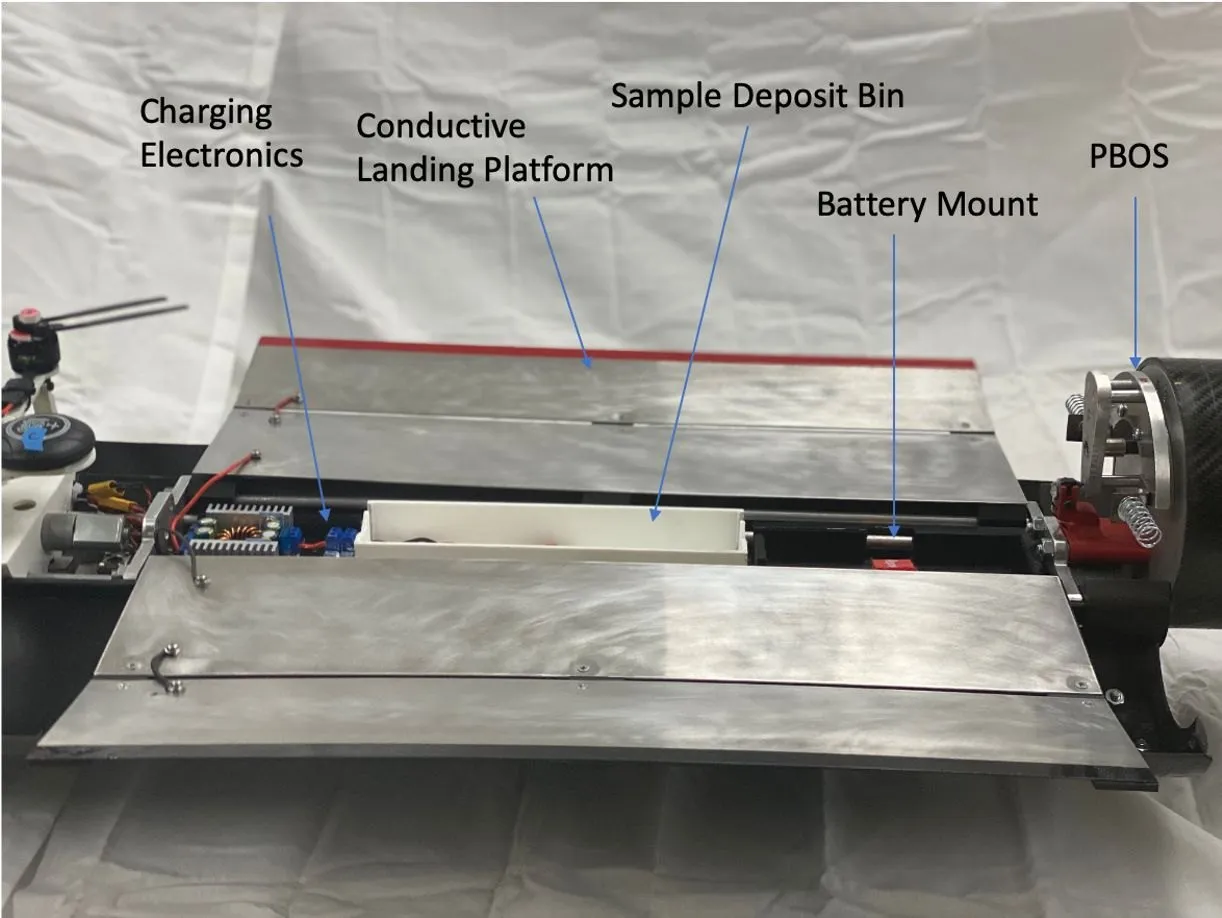 Charging
Electronics
Conductive
Landing Platform
Sample Deposit Bin
Battery Mount
PBOS